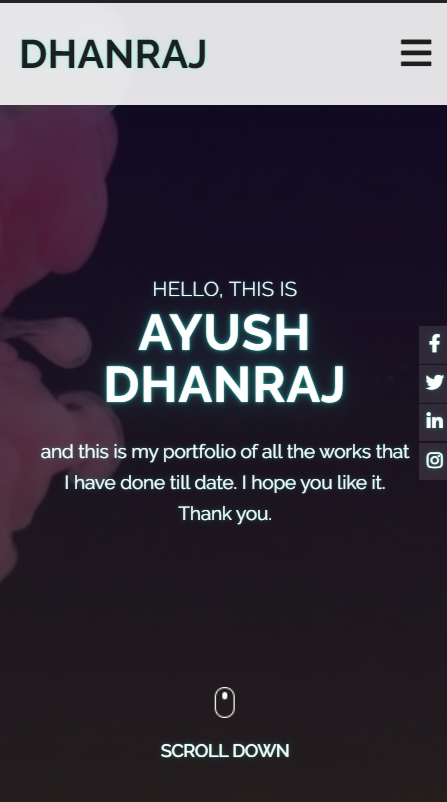 DHANRAJ
HELLO, THIS IS
AYUSH
DHANRAJ
and this is my portfolio of all the works that
I have done till date. I hope you like it.
Thank you.
SCROLL DOWN